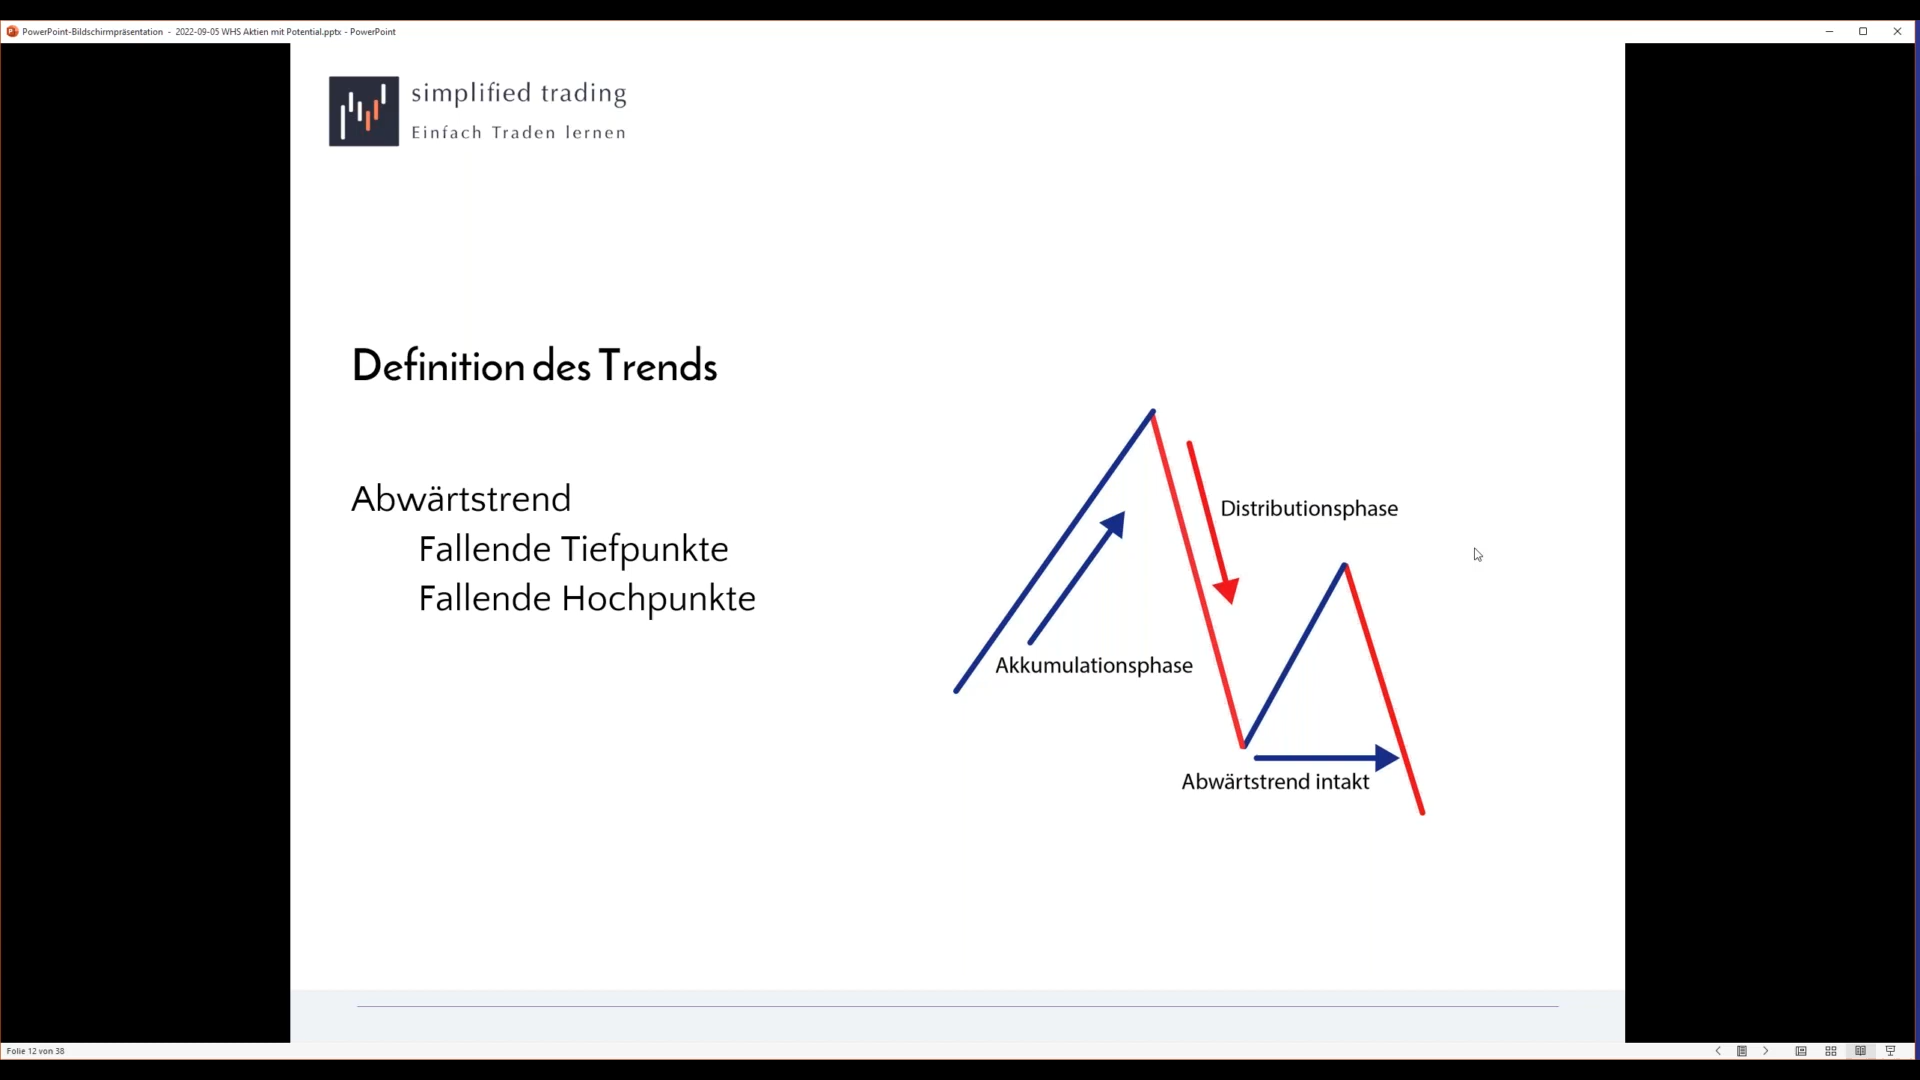 PowerPoint-Bildschirmpräsentation - 2022-09-05 WHS Aktien mit Potential.pptx - PowerPoint
simplified trading
Einfach Traden lernen
Definition des Trends
Abwärtstrend
Fallende Tiefpunkte
Fallende Hochpunkte
Distributionsphase
Akkumulationsphase
Abwärtstrend intakt
Folie 12 von 38